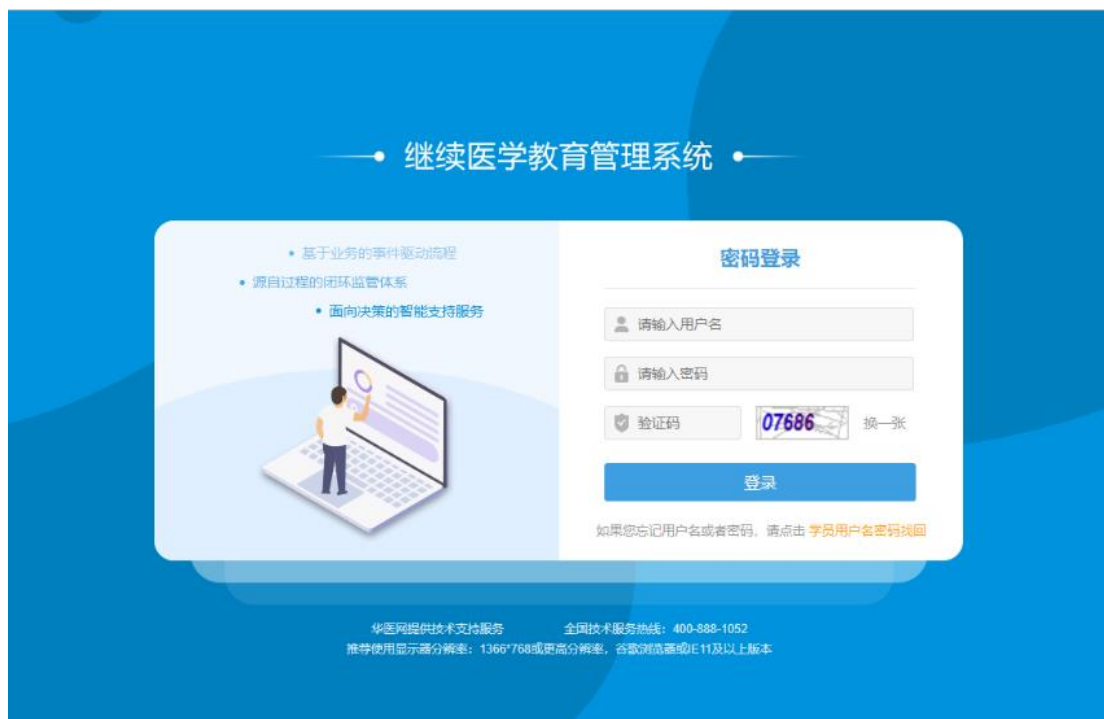 继续医学教育管理系统
基于业务的事件驱动流程
源自过程的闭环监管体系
面向决策的智能支持服务
密码登录
请输入用户名
请输入密码
验证码 07686 换一张
登录
如果您忘记用户名或者密码，请点击 学员用户名密码找回
华医网提供技术支持服务 全国技术服务热线：400-888-1052
推荐使用显示器分辨率：1366*768或更高分辨率，谷歌浏览器或IE11及以上版本